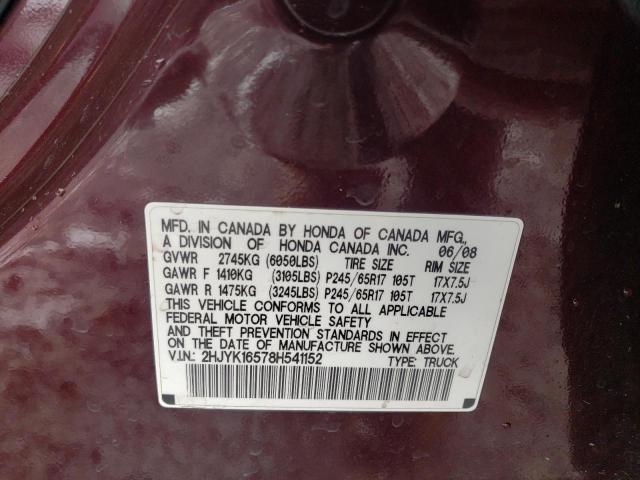 MFD. IN CANADA BY HONDA OF CANADA MFG.,
A DIVISION OF HONDA CANADA INC. 06/08
GVWR 2745KG (6050LBS) TIRE SIZE RIM SIZE
GAWR F 1410KG (3105LBS) P245/65R17 105T 17X7.5J
GAWR R 1475KG (3245LBS) P245/65R17 105T 17X7.5J
THIS VEHICLE CONFORMS TO ALL APPLICABLE
FEDERAL MOTOR VEHICLE SAFETY
AND THEFT PREVENTION STANDARDS IN EFFECT
ON THE DATE OF MANUFACTURE SHOWN ABOVE.
V.I.N.: 2HJYK16578H541152 TYPE: TRUCK